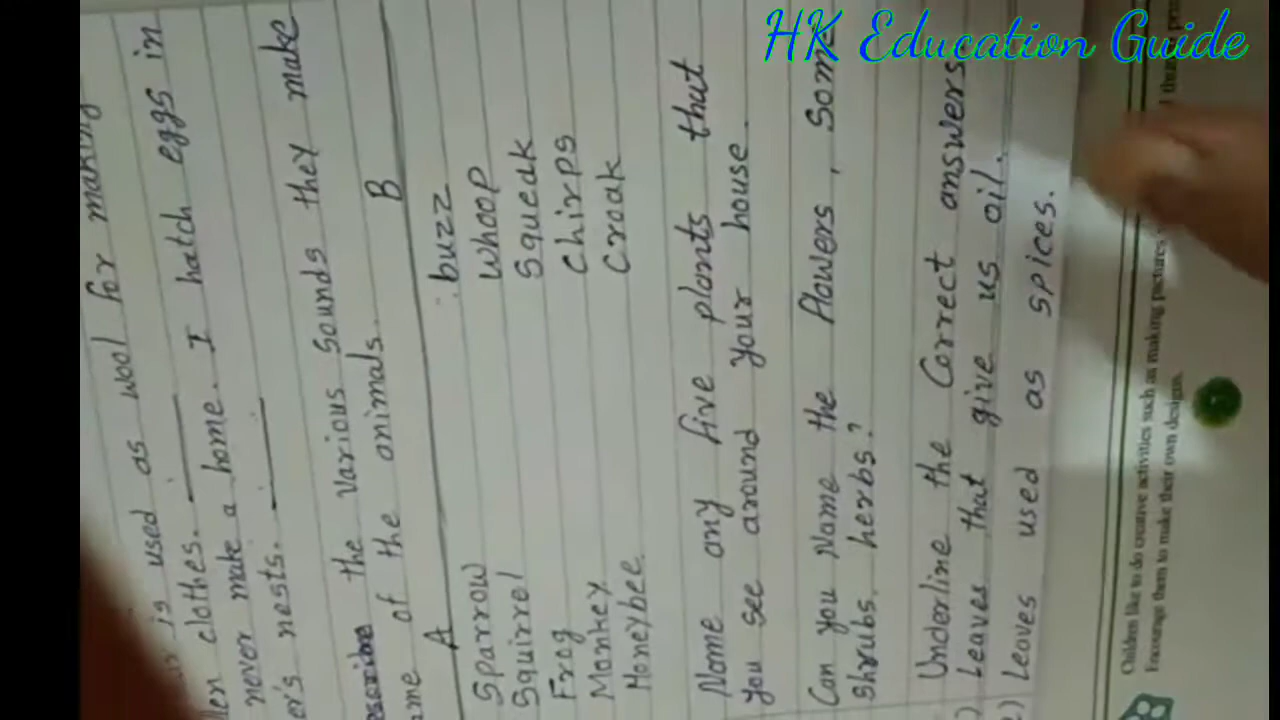 HK Education Guide
is used as wool for making
clothes.
never make a home. I hatch eggs in
nests.
the various sounds they make
of the animals.
A B
Sparrow buzz
Squirrel Whoop
Frog Squeak
Monkey Chirps
Honeybee Croak
Name any five plants that
you see around your house.
Can you Name the flowers, Some
Shrubs, herbs?
Underline the Correct answers
Leaves that give us oil.
Leaves used as spices.
Children like to do creative activities such as making pictures
Encourage them to make their own designs.